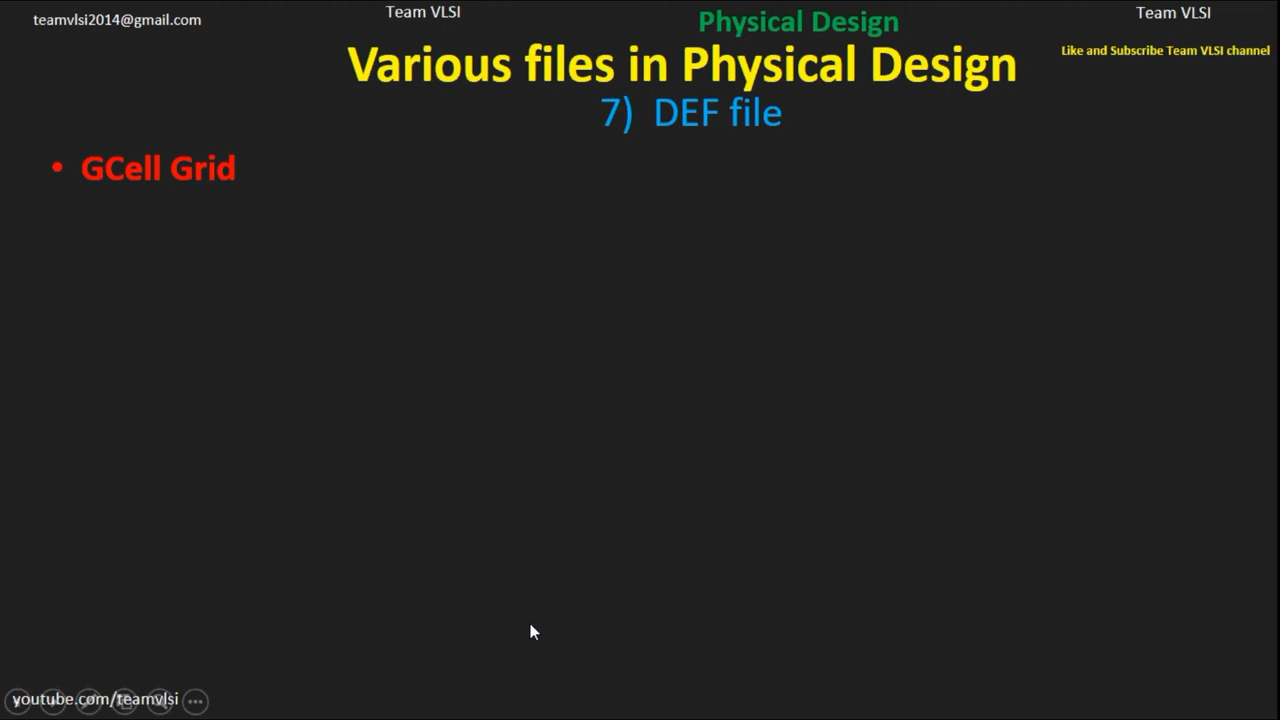 teamvlsi2014@gmail.com
Team VLSI
Physical Design
Team VLSI
Various files in Physical Design
Like and Subscribe Team VLSI channel
7) DEF file
• GCell Grid
youtube.com/teamvlsi